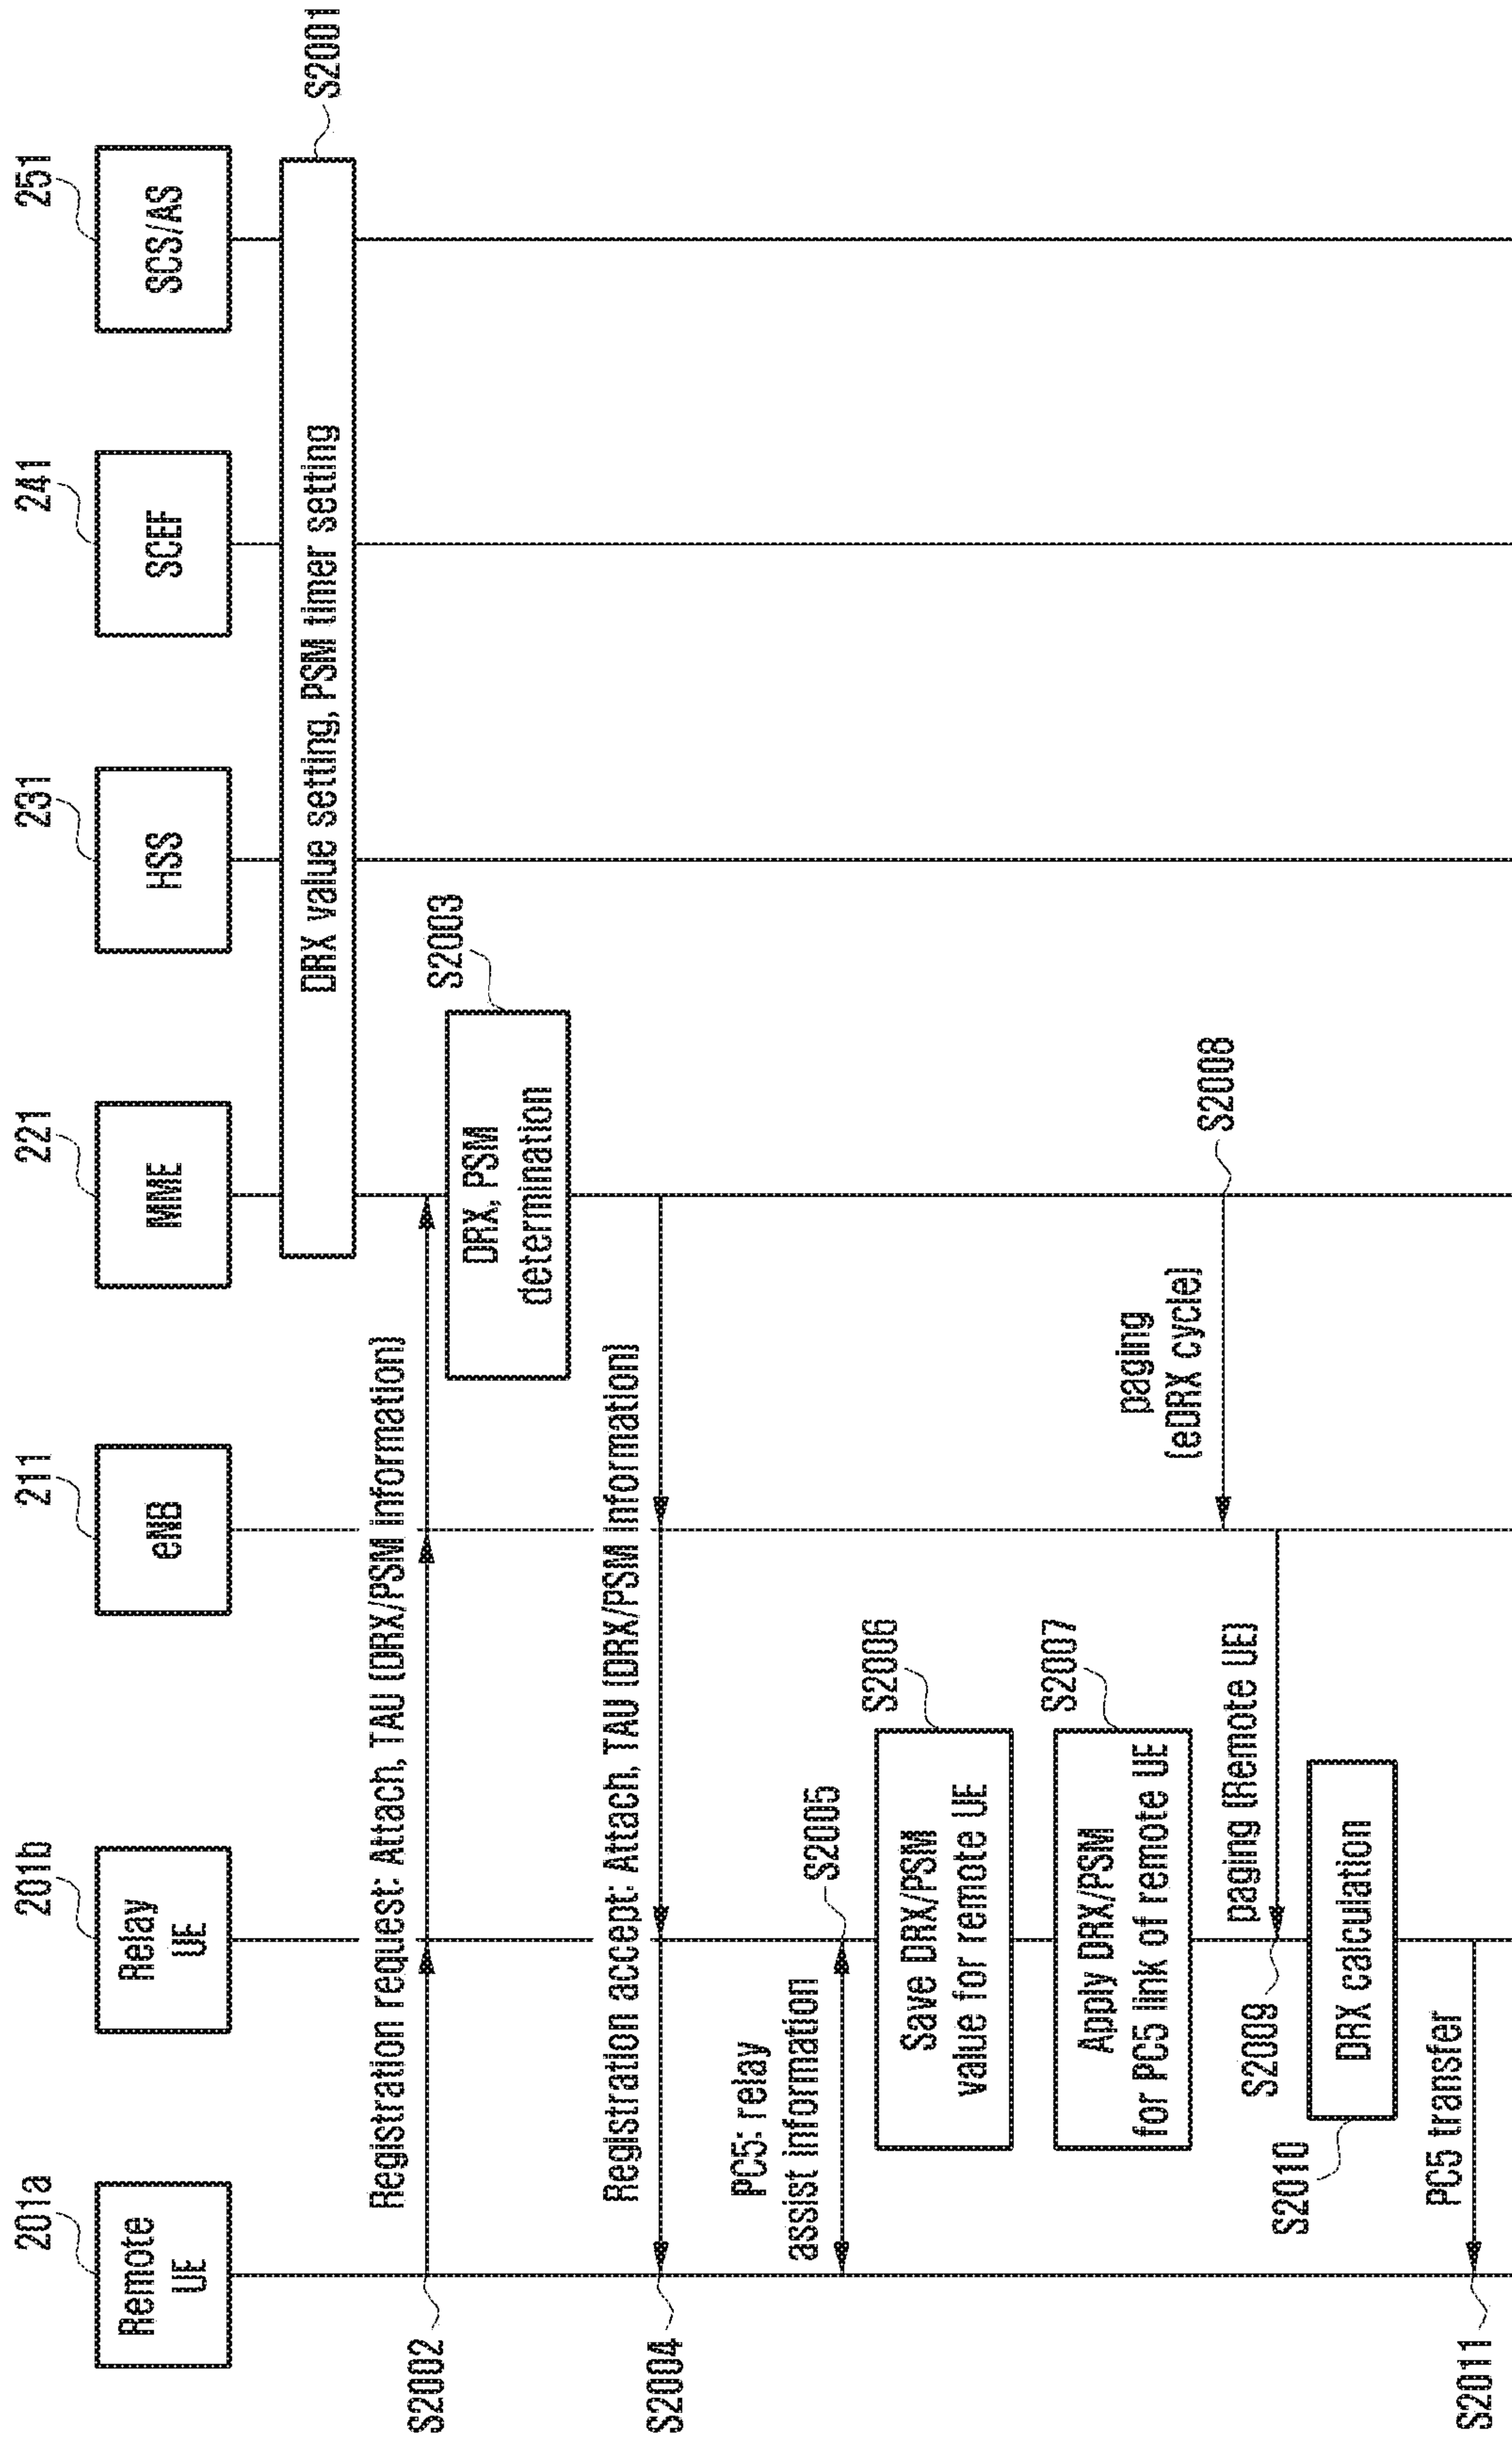 201a
Remote
UE
201b
Relay
UE
211
eNB
221
MME
231
HSS
241
SCEF
251
SCS/AS
DRX value setting, PSM timer setting
S2001
Registration request: Attach, TAU (DRX/PSM information)
S2002
DRX, PSM
determination
S2003
Registration accept: Attach, TAU (DRX/PSM information)
S2004
PC5: relay
assist information
S2005
Save DRX/PSM
value for remote UE
S2006
Apply DRX/PSM
for PC5 link of remote UE
S2007
paging
(eDRX cycle)
S2008
paging (Remote UE)
S2009
DRX calculation
S2010
PC5 transfer
S2011